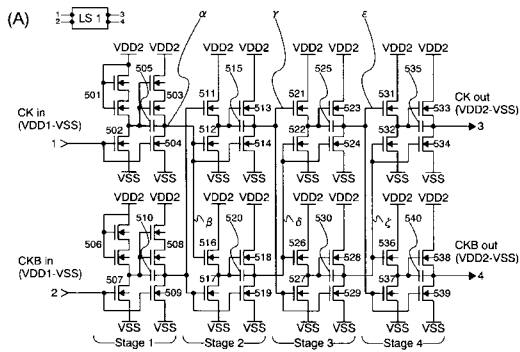 (A)
1 LS 1 3
2 4
α γ ε
VDD2 VDD2 VDD2 VDD2 VDD2 VDD2 VDD2 VDD2
505 515 525 535
501 503 511 513 521 523 531 533
CK in
(VDD1-VSS)
CK out
(VDD2-VSS)
502 504 512 514 522 524 532 534
1 3
VSS VSS VSS VSS VSS VSS VSS VSS
VDD2 VDD2 β VDD2 VDD2 δ VDD2 VDD2 ζ VDD2 VDD2
510 520 530 540
506 508 516 518 526 528 536 538
CKB in
(VDD1-VSS)
CKB out
(VDD2-VSS)
507 509 517 519 527 529 537 539
2 4
VSS VSS VSS VSS VSS VSS VSS VSS
Stage 1 Stage 2 Stage 3 Stage 4